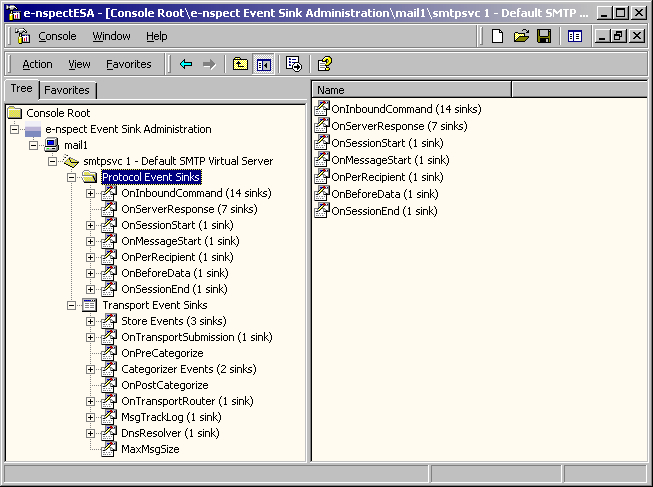 e-nspectESA - [Console Root\e-nspect Event Sink Administration\mail1\smtpsvc 1 - Default SMTP Virtual Server ...
Console Window Help
Action View Favorites
Tree Favorites
Console Root
e-nspect Event Sink Administration
mail1
smtpsvc 1 - Default SMTP Virtual Server
Protocol Event Sinks
OnInboundCommand (14 sinks)
OnServerResponse (7 sinks)
OnSessionStart (1 sink)
OnMessageStart (1 sink)
OnPerRecipient (1 sink)
OnBeforeData (1 sink)
OnSessionEnd (1 sink)
Transport Event Sinks
Store Events (3 sinks)
OnTransportSubmission (1 sink)
OnPreCategorize
Categorizer Events (2 sinks)
OnPostCategorize
OnTransportRouter (1 sink)
MsgTrackLog (1 sink)
DnsResolver (1 sink)
MaxMsgSize
Name
OnInboundCommand (14 sinks)
OnServerResponse (7 sinks)
OnSessionStart (1 sink)
OnMessageStart (1 sink)
OnPerRecipient (1 sink)
OnBeforeData (1 sink)
OnSessionEnd (1 sink)